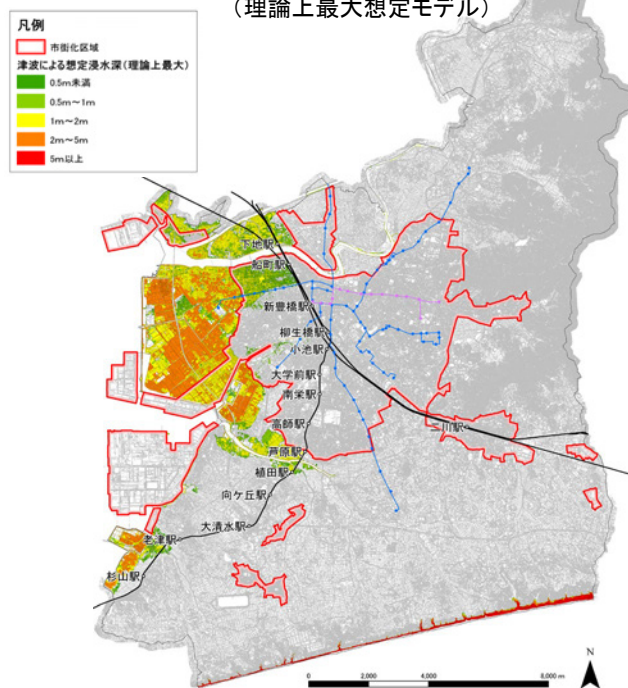 (理論上最大想定モデル)
凡例
市街化区域
津波による想定浸水深(理論上最大)
0.5m未満
0.5m~1m
1m~2m
2m~5m
5m以上
下地駅
船町駅
新豊橋駅
柳生橋駅
小池駅
大学前駅
南栄駅
高師駅
芦原駅
植田駅
向ケ丘駅
大清水駅
老津駅
杉山駅
二川駅
N
0 2,000 4,000 8,000 m